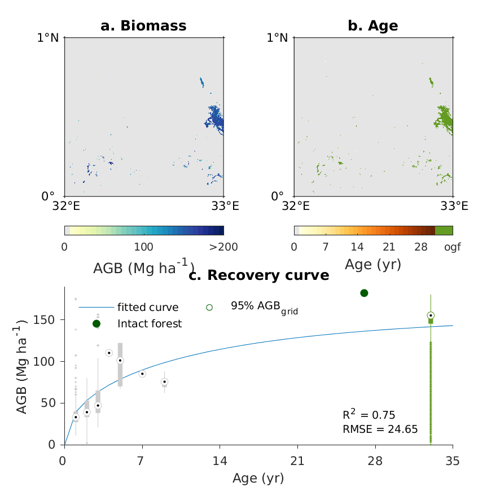 a. Biomass
b. Age
1°N
0°
32°E
33°E
1°N
0°
32°E
33°E
0
100
>200
AGB (Mg ha⁻¹)
0
7
14
21
28
ogf
Age (yr)
c. Recovery curve
fitted curve
95% AGB_grid
Intact forest
150
100
50
0
AGB (Mg ha⁻¹)
R² = 0.75
RMSE = 24.65
0
7
14
21
28
35
Age (yr)